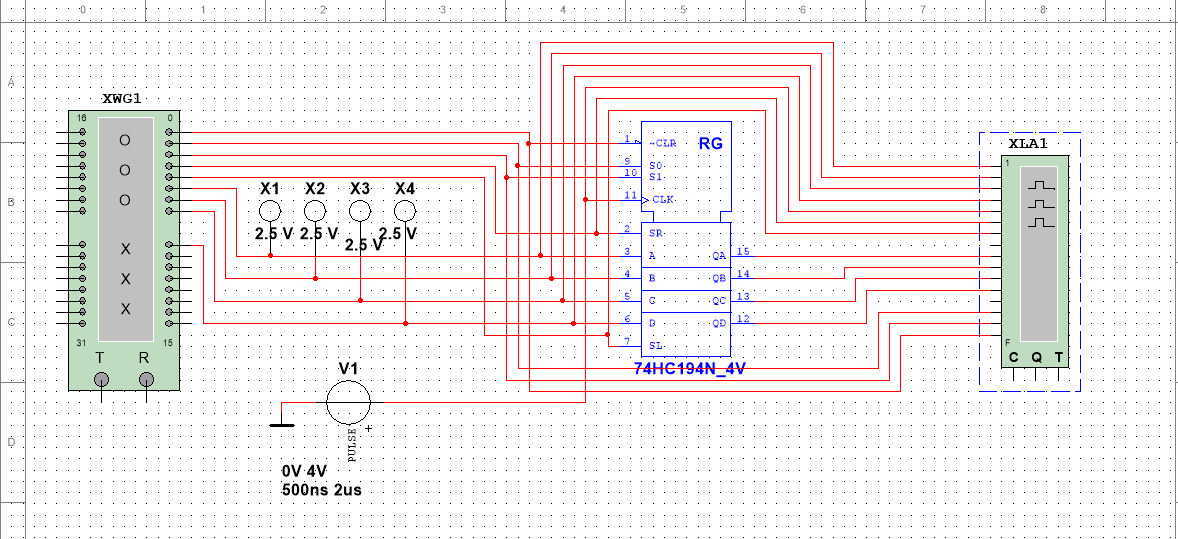 0 1 2 3 4 5 6 7 8
A
B
C
D
XWG1
16 0
O
O
O
X
X
X
31 15
T R
X1 X2 X3 X4
2.5 V 2.5 V 2.5 V 2.5 V
V1
PULSE
+
0V 4V
500ns 2us
RG
1 ~CLR
9 S0
10 S1
11 CLK
2 SR
3 A QA 15
4 B QB 14
5 C QC 13
6 D QD 12
7 SL
74HC194N_4V
XLA1
1
F
C Q T